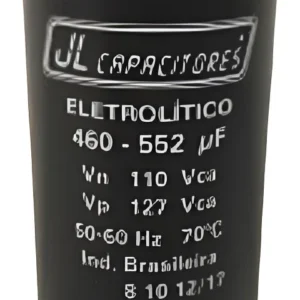 JL CAPACITORES
ELETROLÍTICO
460 - 552 µF
Vn 110 Vca
Vp 127 Vca
50-60 Hz 70°C
Ind. Brasileira
8 10 12/17